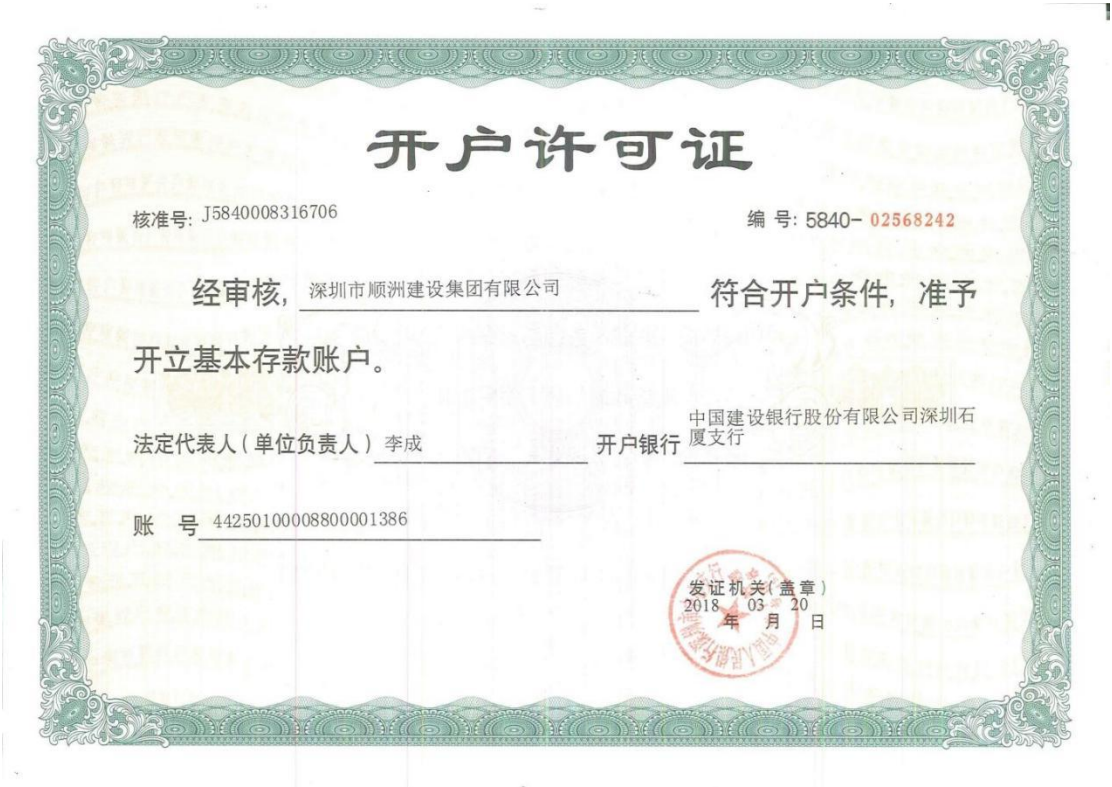 开户许可证
核准号: J5840008316706
编 号: 5840- 02568242
经审核, 深圳市顺洲建设集团有限公司 符合开户条件, 准予
开立基本存款账户。
中国建设银行股份有限公司深圳石
法定代表人(单位负责人) 李成 开户银行 厦支行
账 号 44250100008800001386
发证机关(盖章)
2018 03 20
年 月 日